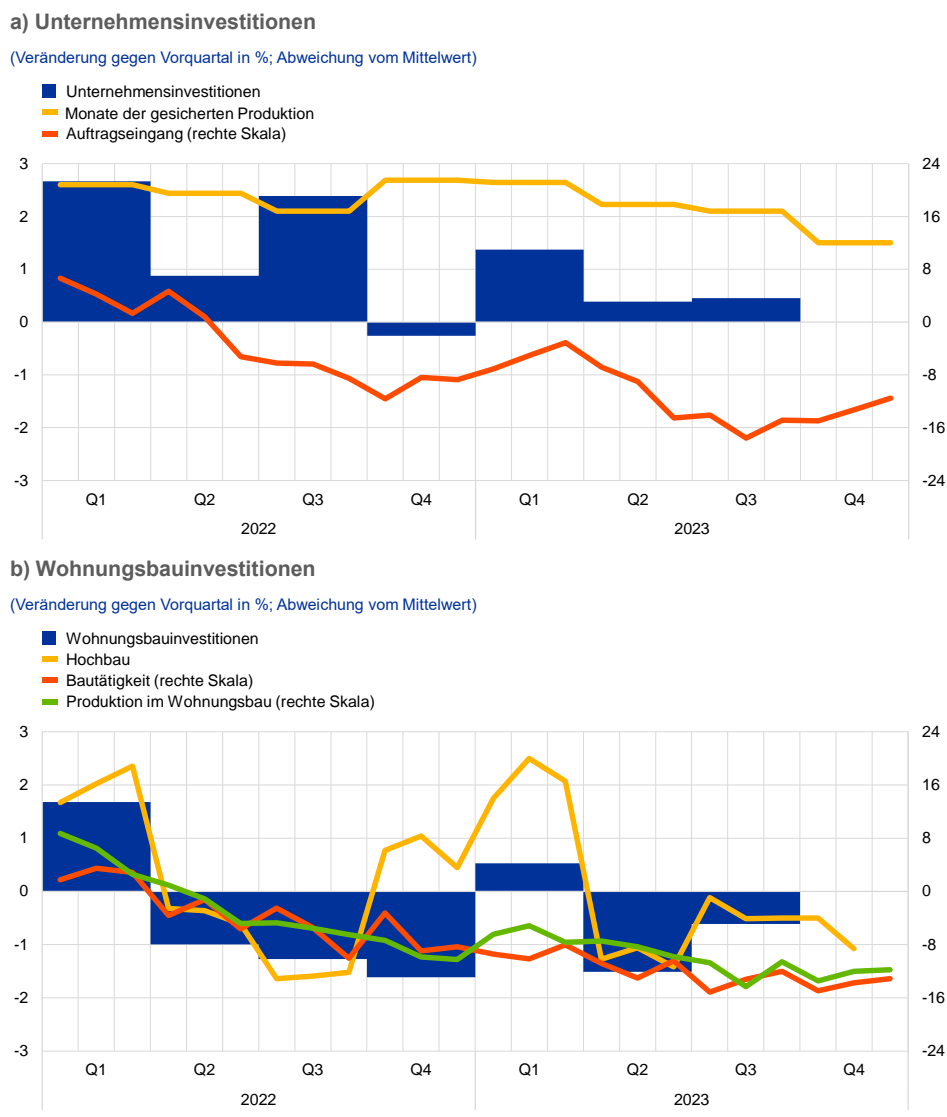 a) Unternehmensinvestitionen
(Veränderung gegen Vorquartal in %; Abweichung vom Mittelwert)
Unternehmensinvestitionen
Monate der gesicherten Produktion
Auftragseingang (rechte Skala)
3 24
2 16
1 8
0 0
-1 -8
-2 -16
-3 -24
Q1 Q2 Q3 Q4 Q1 Q2 Q3 Q4
2022 2023
b) Wohnungsbauinvestitionen
(Veränderung gegen Vorquartal in %; Abweichung vom Mittelwert)
Wohnungsbauinvestitionen
Hochbau
Bautätigkeit (rechte Skala)
Produktion im Wohnungsbau (rechte Skala)
3 24
2 16
1 8
0 0
-1 -8
-2 -16
-3 -24
Q1 Q2 Q3 Q4 Q1 Q2 Q3 Q4
2022 2023